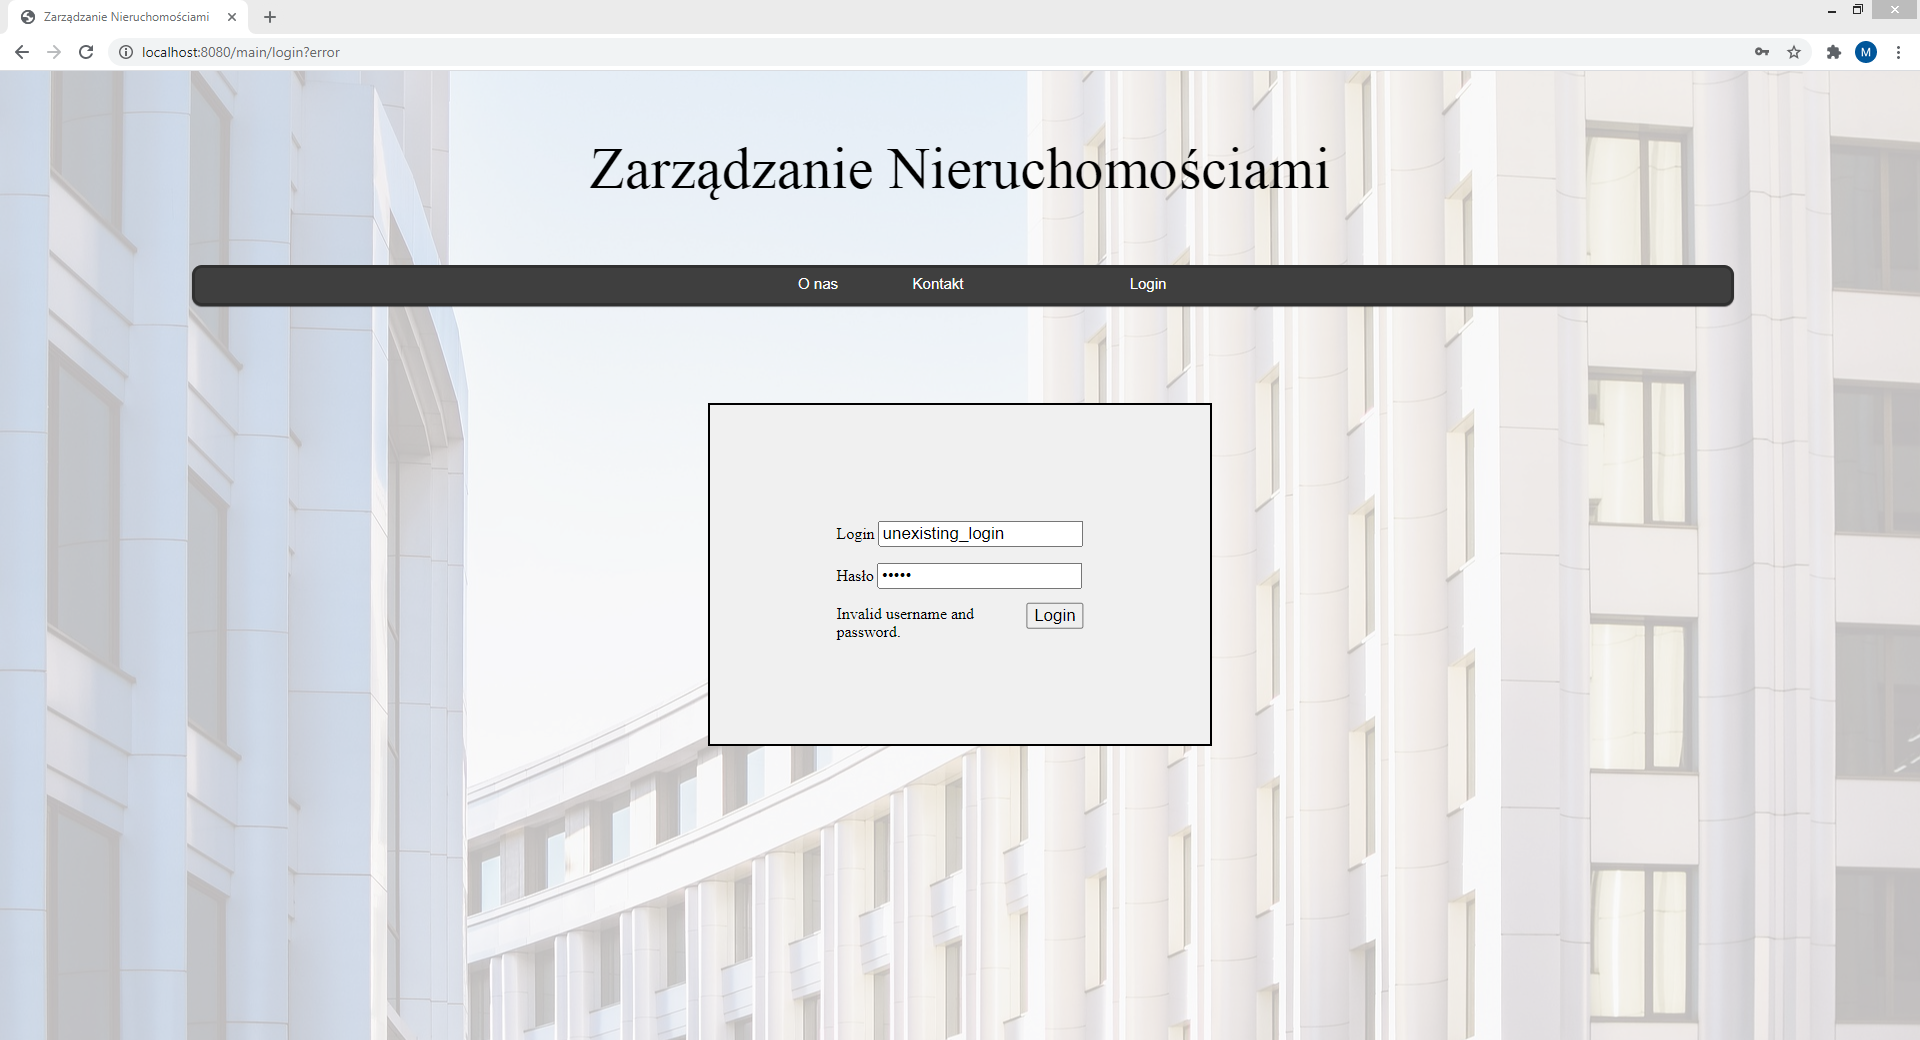 Zarządzanie Nieruchomościami
localhost:8080/main/login?error
M
Zarządzanie Nieruchomościami
O nas Kontakt Login
Login unexisting_login
Hasło •••••
Invalid username and Login
password.